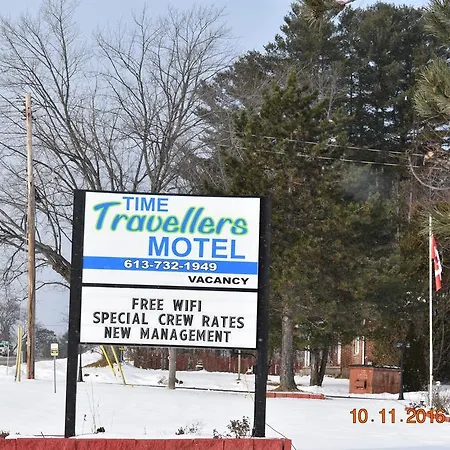 TIME
Travellers
MOTEL
613-732-1949
VACANCY
FREE WIFI
SPECIAL CREW RATES
NEW MANAGEMENT
10.11.2016